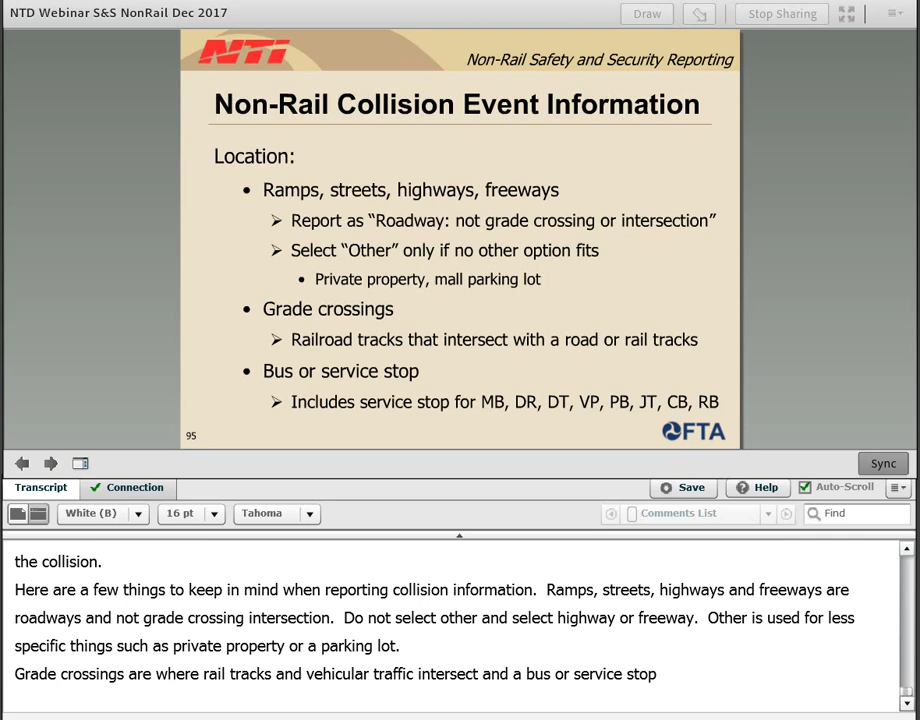 NTD Webinar S&S NonRail Dec 2017
Draw
Stop Sharing
NTI
Non-Rail Safety and Security Reporting
Non-Rail Collision Event Information
Location:
• Ramps, streets, highways, freeways
➢ Report as “Roadway: not grade crossing or intersection”
➢ Select “Other” only if no other option fits
• Private property, mall parking lot
• Grade crossings
➢ Railroad tracks that intersect with a road or rail tracks
• Bus or service stop
➢ Includes service stop for MB, DR, DT, VP, PB, JT, CB, RB
95
FTA
Sync
Transcript
Connection
Save
Help
Auto-Scroll
White (B)
16 pt
Tahoma
Comments List
Find
the collision.
Here are a few things to keep in mind when reporting collision information.  Ramps, streets, highways and freeways are
roadways and not grade crossing intersection.  Do not select other and select highway or freeway.  Other is used for less
specific things such as private property or a parking lot.
Grade crossings are where rail tracks and vehicular traffic intersect and a bus or service stop